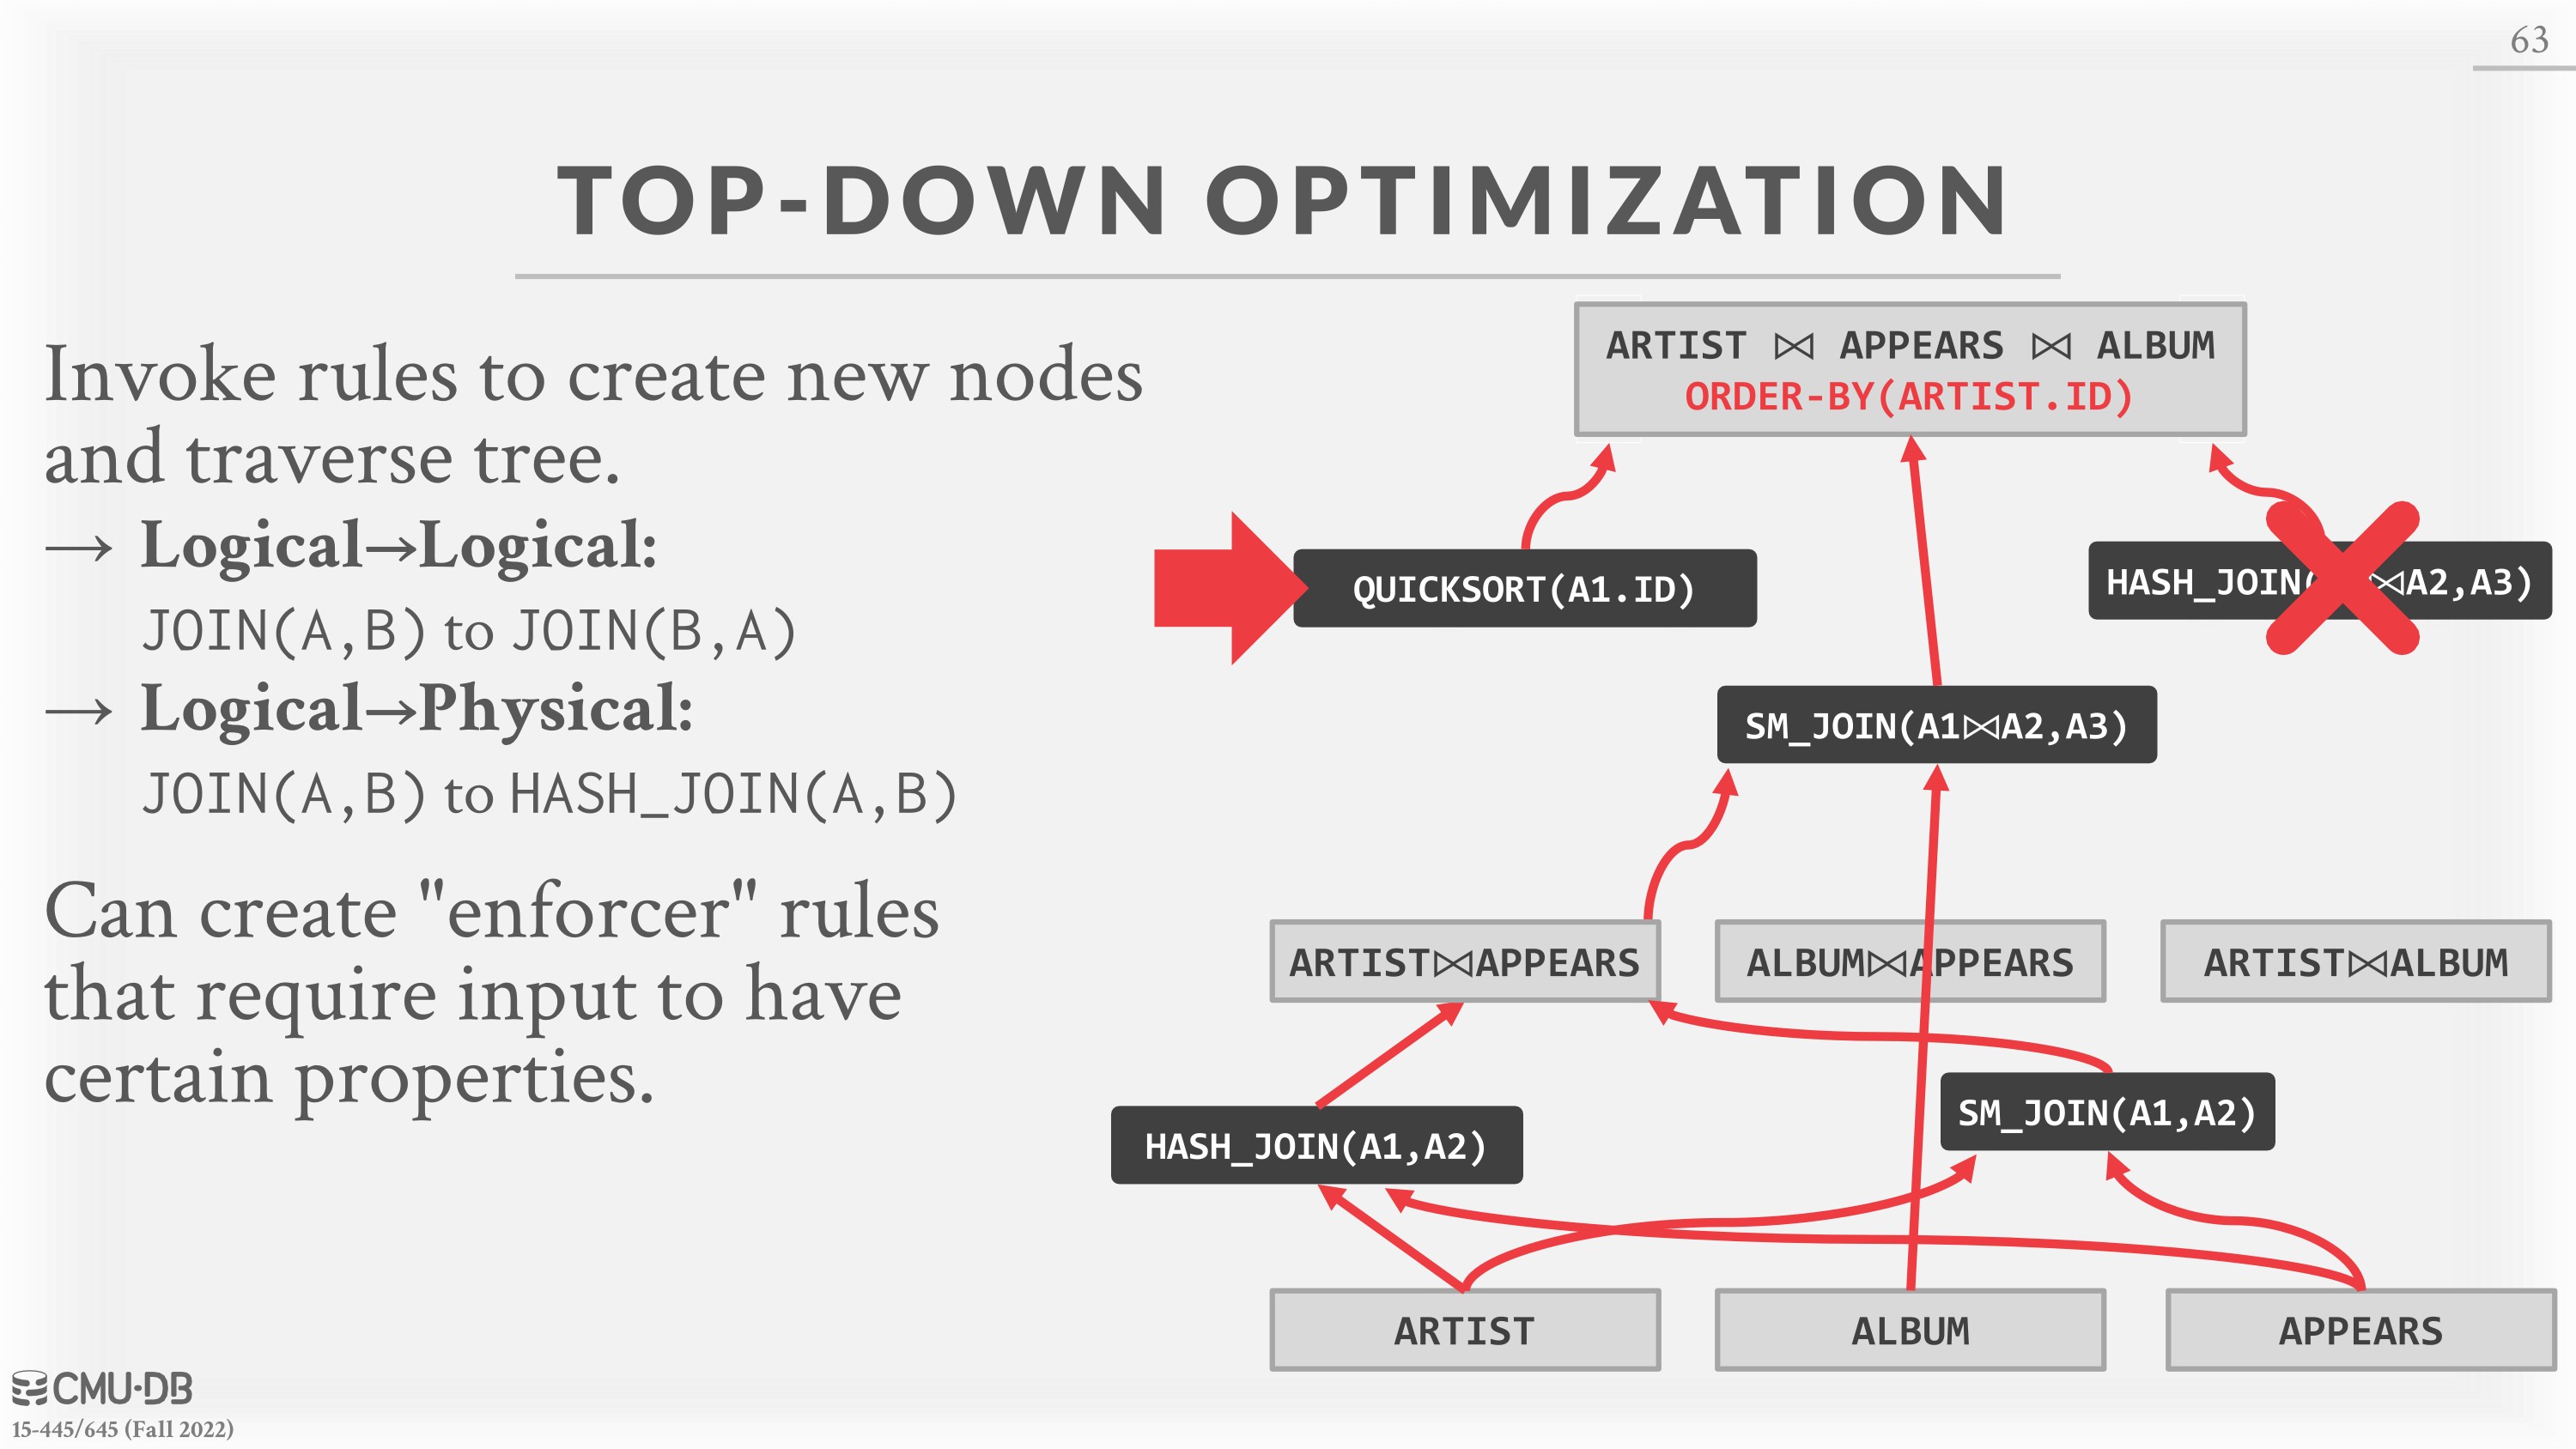 63
TOP-DOWN OPTIMIZATION
Invoke rules to create new nodes
and traverse tree.
→ Logical→Logical:
JOIN(A,B) to JOIN(B,A)
→ Logical→Physical:
JOIN(A,B) to HASH_JOIN(A,B)
Can create "enforcer" rules
that require input to have
certain properties.
ARTIST ⋈ APPEARS ⋈ ALBUM
ORDER-BY(ARTIST.ID)
QUICKSORT(A1.ID)
HASH_JOIN( ⋈A2,A3)
SM_JOIN(A1⋈A2,A3)
ARTIST⋈APPEARS
ALBUM⋈APPEARS
ARTIST⋈ALBUM
HASH_JOIN(A1,A2)
SM_JOIN(A1,A2)
ARTIST
ALBUM
APPEARS
CMU·DB
15-445/645 (Fall 2022)